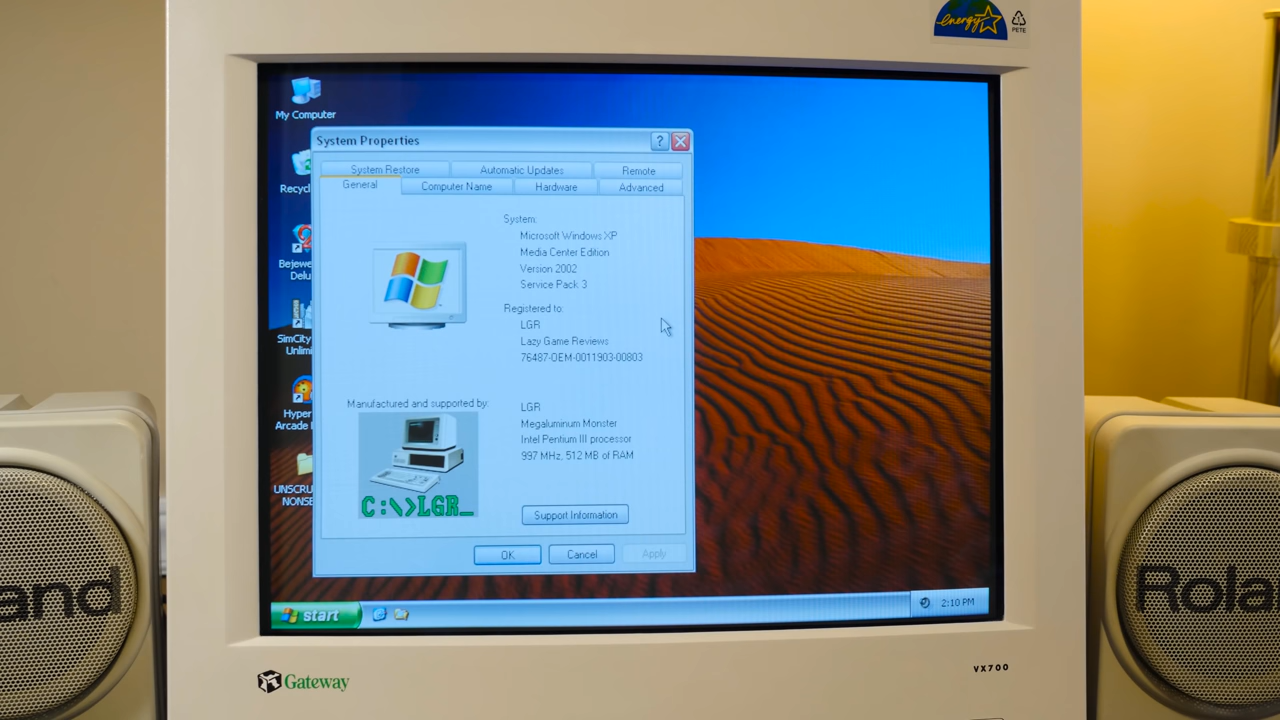 energy
PETE
My Computer
System Properties
System Restore
Automatic Updates
Remote
General
Computer Name
Hardware
Advanced
Recycl
System:
Microsoft Windows XP
Media Center Edition
Version 2002
Service Pack 3
Bejewe
Delu
Registered to:
LGR
Lazy Game Reviews
76487-OEM-0011903-00803
SimCity
Unlimi
Manufactured and supported by:
LGR
Megaluminum Monster
Intel Pentium III processor
997 MHz, 512 MB of RAM
Hyper
Arcade
C:\>LGR_
UNSCRU
NONSE
Support Information
OK
Cancel
Apply
start
2:10 PM
and
Rola
Gateway
VX700